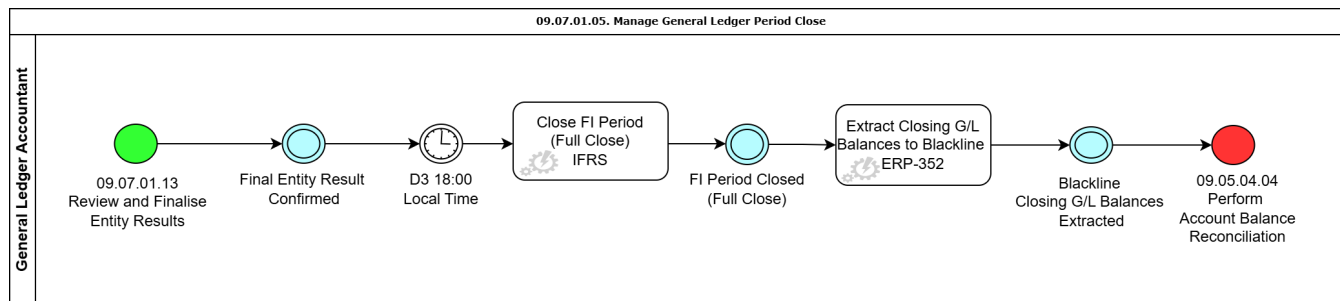 09.07.01.05. Manage General Ledger Period Close
General Ledger Accountant
09.07.01.13
Review and Finalise
Entity Results
Final Entity Result
Confirmed
D3 18:00
Local Time
Close FI Period
(Full Close)
IFRS
FI Period Closed
(Full Close)
Extract Closing G/L
Balances to Blackline
ERP-352
Blackline
Closing G/L Balances
Extracted
09.05.04.04
Perform
Account Balance
Reconciliation